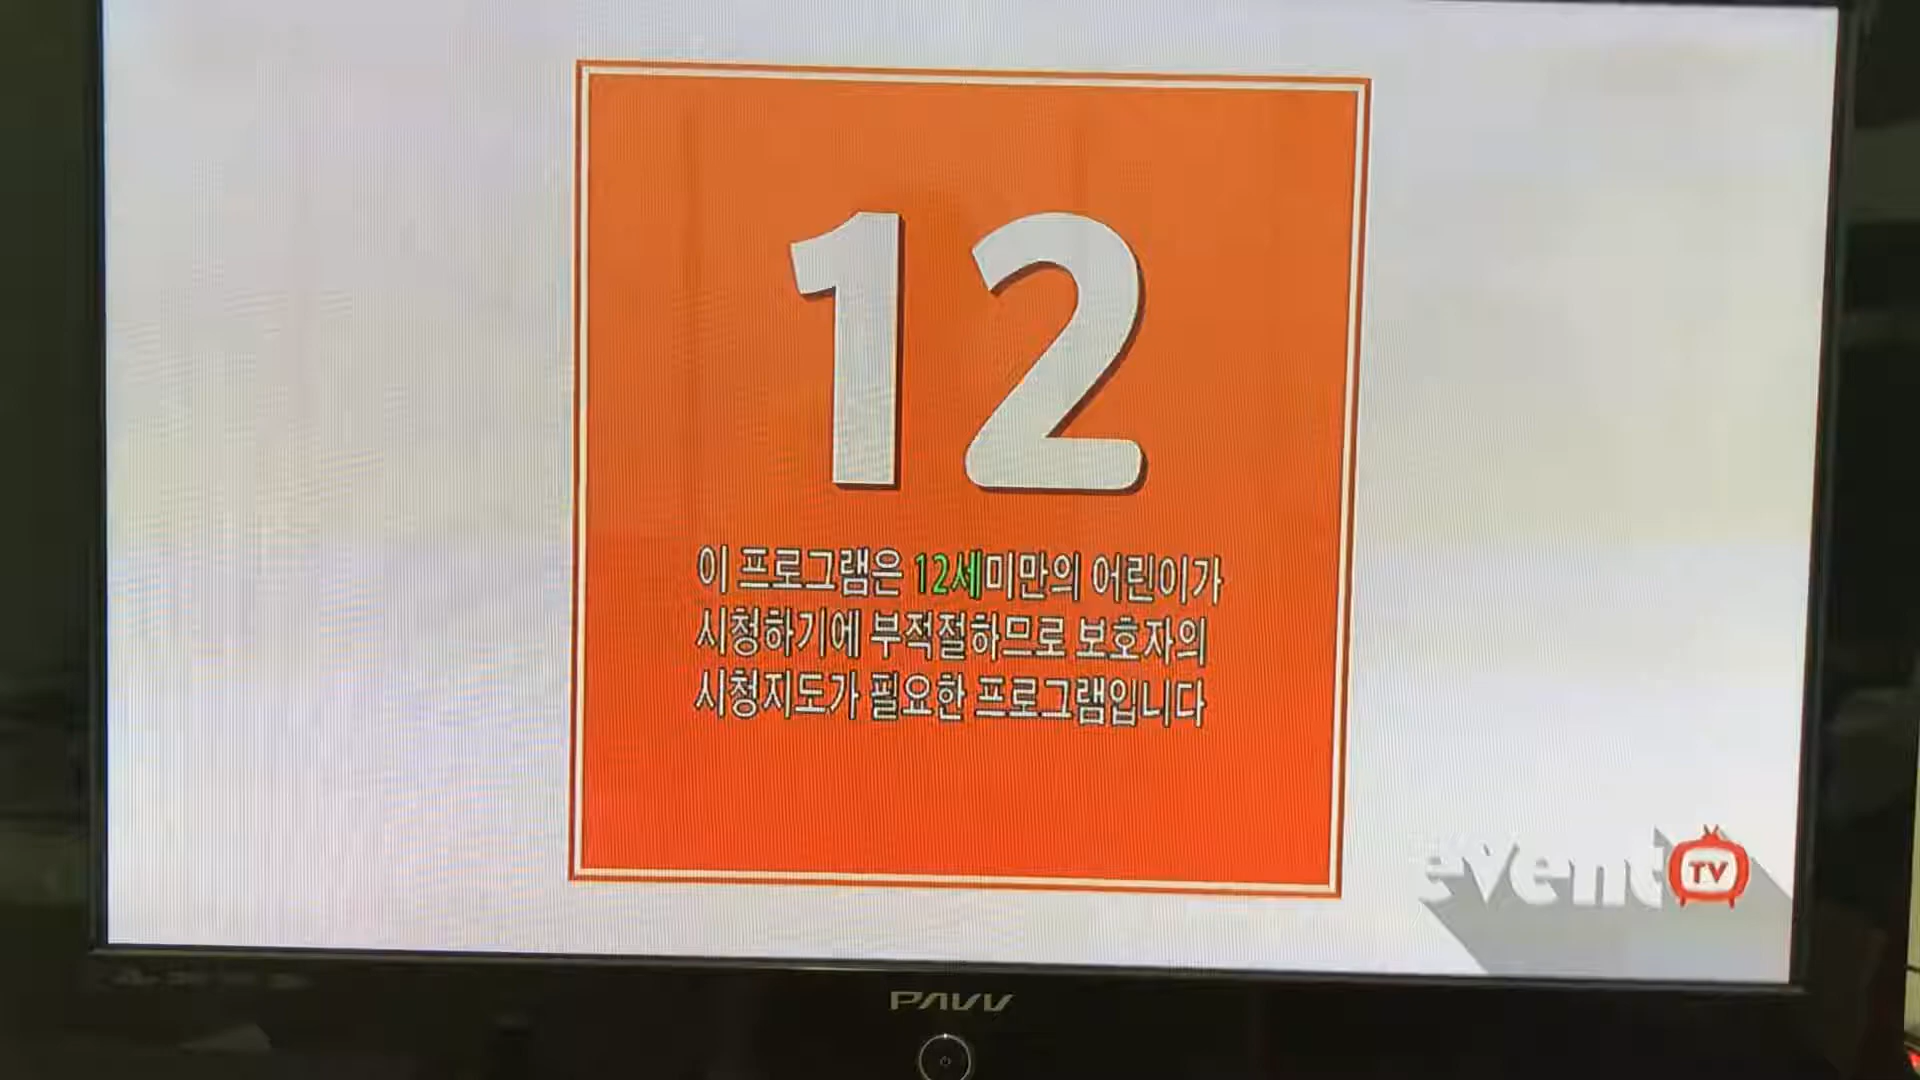 12
이 프로그램은 12세미만의 어린이가
시청하기에 부적절하므로 보호자의
시청지도가 필요한 프로그램입니다
event TV
PAVV